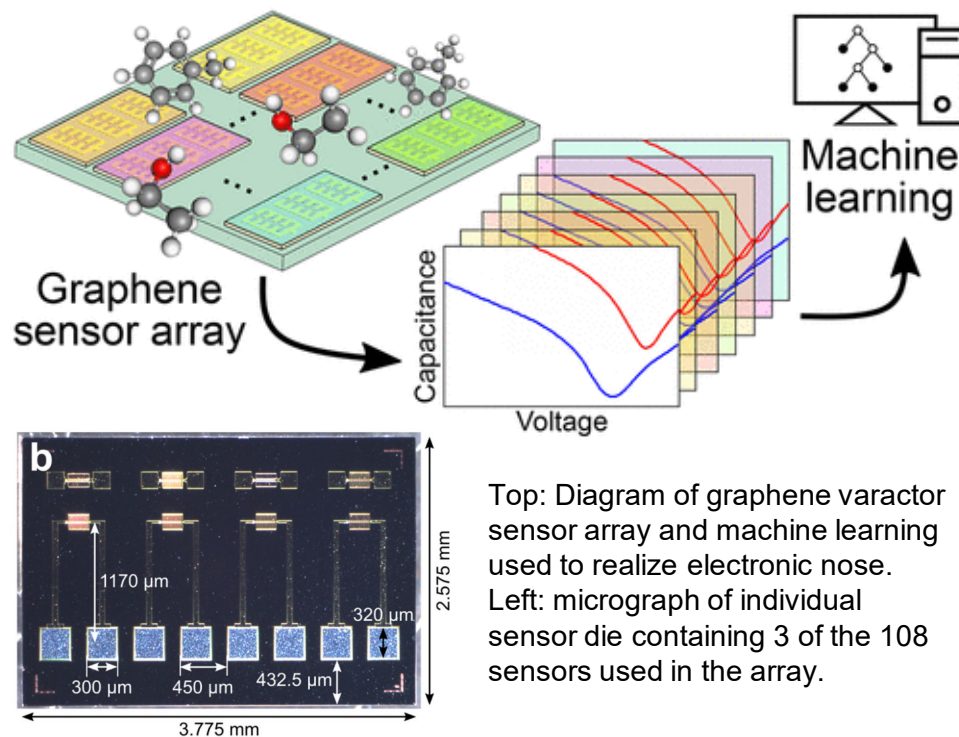 Graphene
sensor array
Capacitance
Voltage
Machine
learning
b
1170 µm
320 µm
300 µm
450 µm
432.5 µm
2.575 mm
3.775 mm
Top: Diagram of graphene varactor
sensor array and machine learning
used to realize electronic nose.
Left: micrograph of individual
sensor die containing 3 of the 108
sensors used in the array.